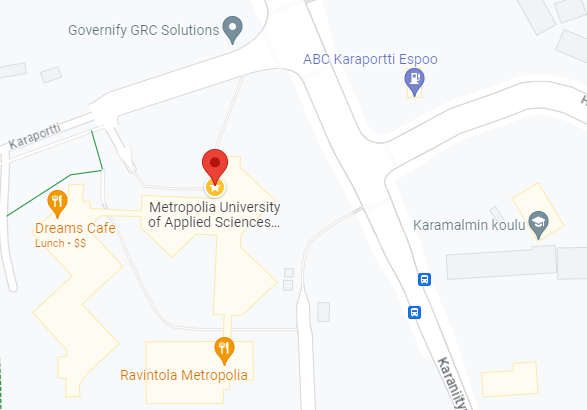 Governify GRC Solutions
ABC Karaportti Espoo
Karaportti
Metropolia University
of Applied Sciences...
Karamalmin koulu
Dreams Cafe
Lunch • $$
Ravintola Metropolia